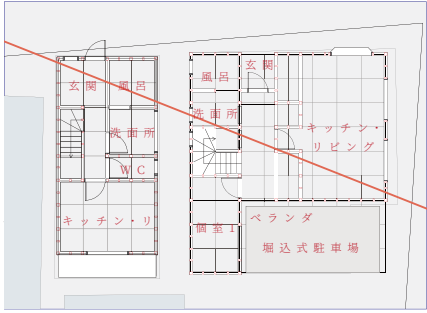 玄関
風呂
洗面所
WC
キッチン・リ
風呂
玄関
洗面所
キッチン・
リビング
個室1
ベランダ
堀込式駐車場